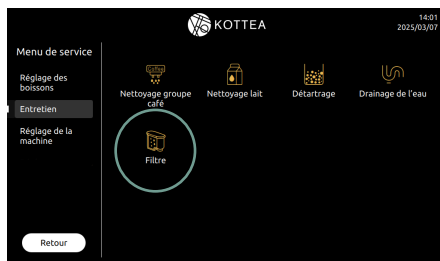 KOTTEA
14:01
2025/03/07
Menu de service
Réglage des
boissons
Entretien
Réglage de la
machine
Retour
Coffee
Nettoyage groupe
café
Nettoyage lait
Détartrage
Drainage de l'eau
Filtre